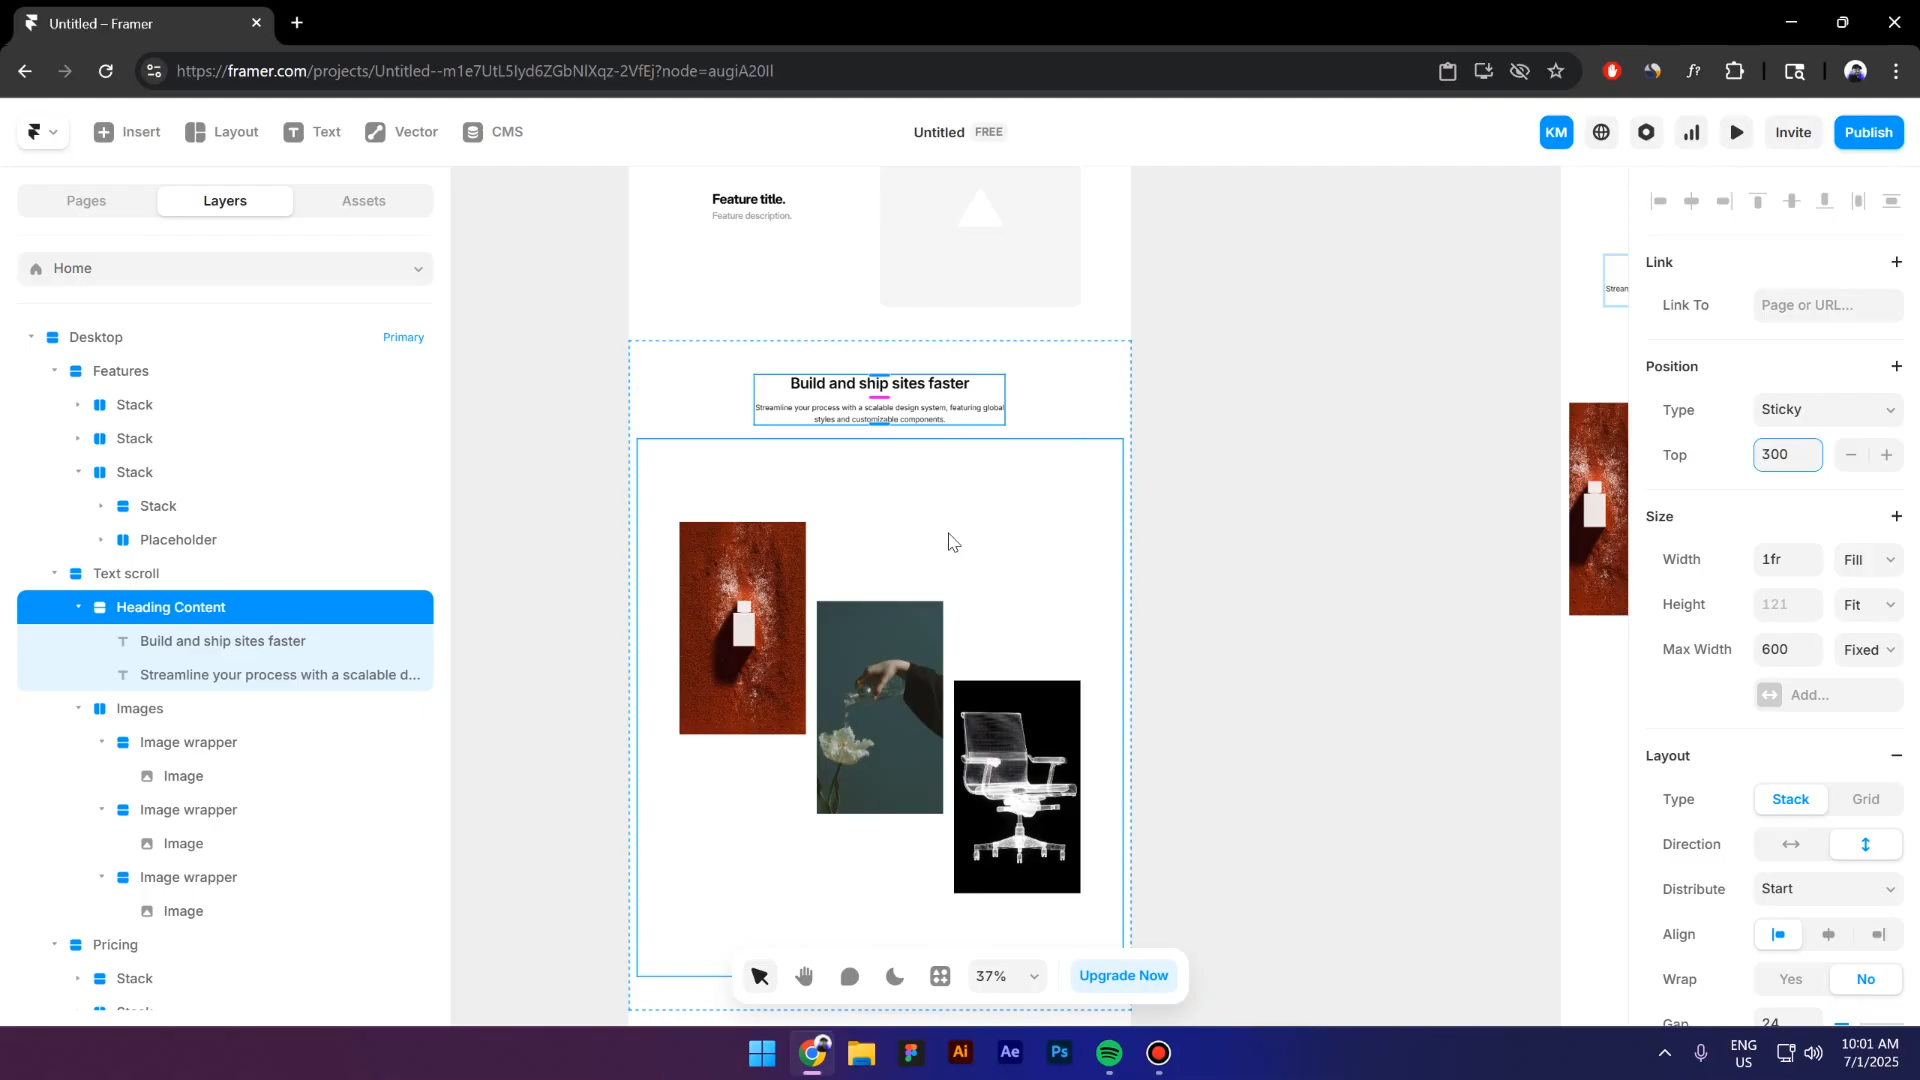 Untitled – Framer
https://framer.com/projects/Untitled--m1e7UtL5Iyd6ZGbNIXqz-2VfEj?node=augiA20Il
Insert
Layout
Text
Vector
CMS
Untitled FREE
KM
Invite
Publish
Pages
Layers
Assets
Home
Desktop
Primary
Features
Stack
Stack
Stack
Stack
Placeholder
Text scroll
Heading Content
Build and ship sites faster
Streamline your process with a scalable d...
Images
Image wrapper
Image
Image wrapper
Image
Image wrapper
Image
Pricing
Stack
Feature title.
Feature description.
Build and ship sites faster
Streamline your process with a scalable design system, featuring global
styles and customizable components.
37%
Upgrade Now
Link
Link To
Page or URL...
Position
Type
Sticky
Top
300
Size
Width
1fr
Fill
Height
121
Fit
Max Width
600
Fixed
Add...
Layout
Type
Stack
Grid
Direction
Distribute
Start
Align
Wrap
Yes
No
Gap
24
Ai
Ae
Ps
ENG
US
10:01 AM
7/1/2025